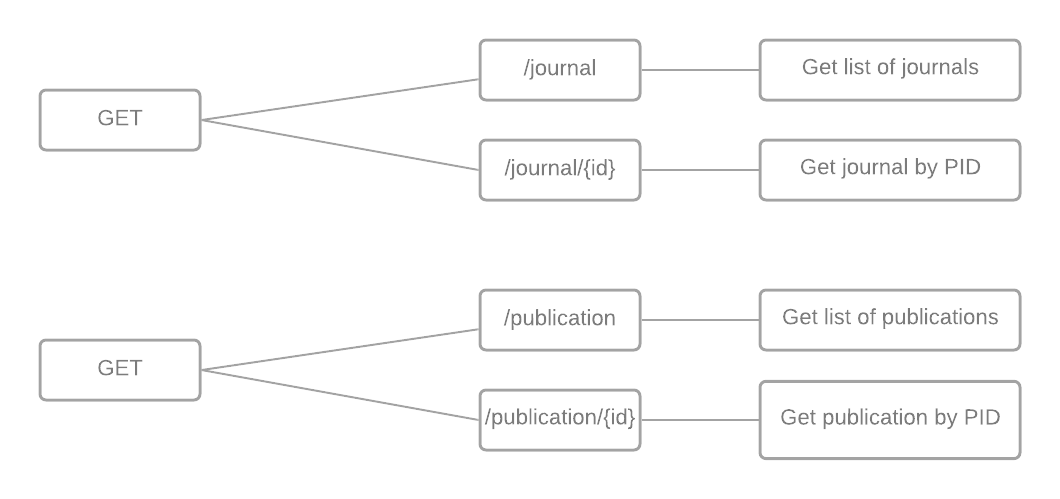 /journal
Get list of journals
GET
/journal/{id}
Get journal by PID
/publication
Get list of publications
GET
/publication/{id}
Get publication by PID